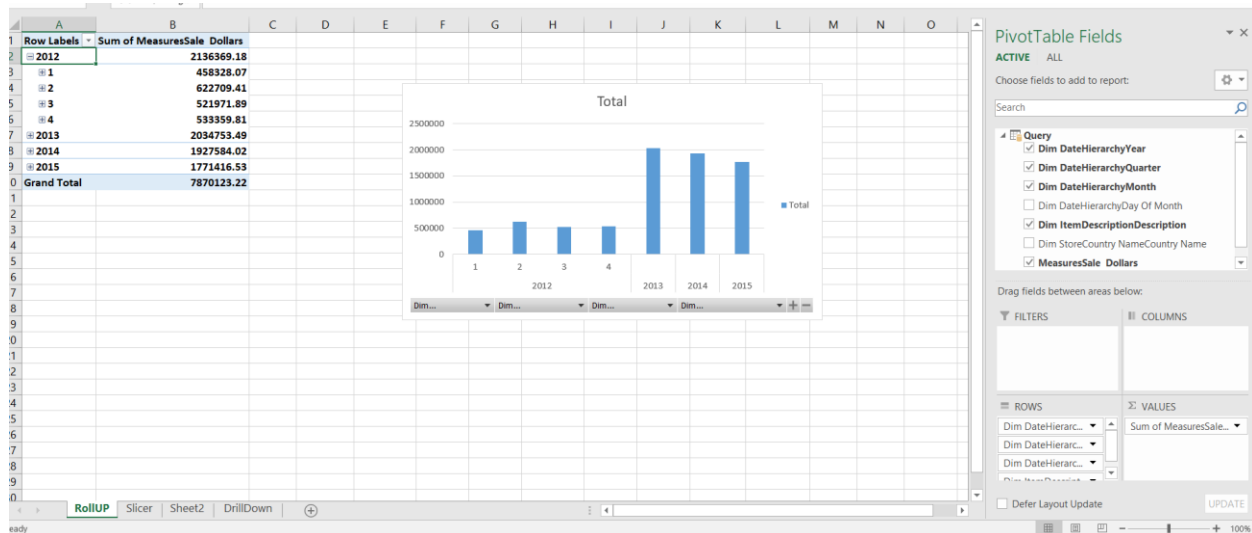 A B C D E F G H I J K L M N O
Row Labels Sum of MeasuresSale Dollars
2012 2136369.18
1 458328.07
2 622709.41
3 521971.89
4 533359.81
2013 2034753.49
2014 1927584.02
2015 1771416.53
Grand Total 7870123.22
Total
2500000
2000000
1500000
1000000
500000
0
1 2 3 4
2012 2013 2014 2015
Total
Dim... Dim... Dim... Dim...
PivotTable Fields
ACTIVE ALL
Choose fields to add to report:
Search
Query
Dim DateHierarchyYear
Dim DateHierarchyQuarter
Dim DateHierarchyMonth
Dim DateHierarchyDay Of Month
Dim ItemDescriptionDescription
Dim StoreCountry NameCountry Name
MeasuresSale Dollars
Drag fields between areas below:
FILTERS COLUMNS
ROWS VALUES
Dim DateHierarc... Sum of MeasuresSale...
Dim DateHierarc...
Dim DateHierarc...
Defer Layout Update UPDATE
RollUP Slicer Sheet2 DrillDown
eady 100%